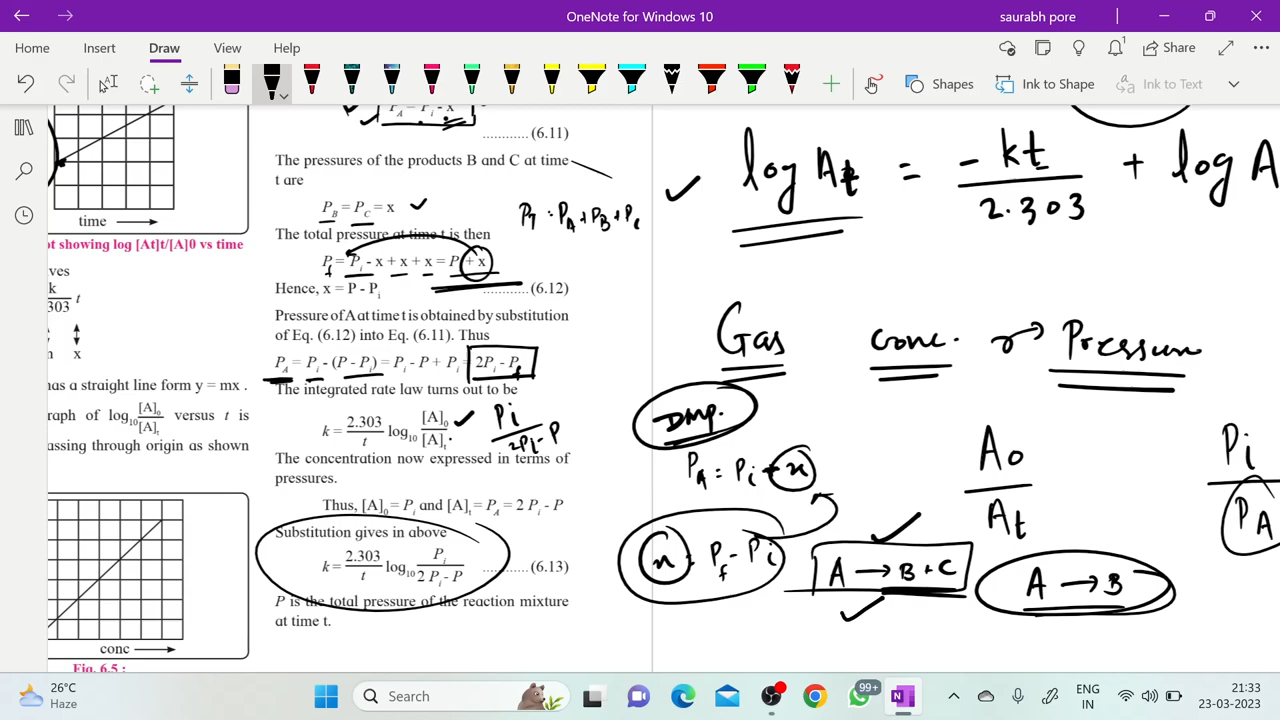 OneNote for Windows 10
saurabh pore
Home Insert Draw View Help
Share
Shapes
Ink to Shape
Ink to Text
time
ot showing log [At]t/[A]0 vs time
ves
k
303 t
m x
has a straight line form y = mx .
raph of log10 [A]0/[A]t versus t is
assing through origin as shown
conc
Fig. 6.5 :
PA = Pi - x
............ (6.11)
The pressures of the products B and C at time
t are
PB = PC = x
PT = PA + PB + PC
The total pressure at time t is then
Pf = Pi - x + x + x = P + x
Hence, x = P - Pi ............ (6.12)
Pressure of A at time t is obtained by substitution
of Eq. (6.12) into Eq. (6.11). Thus
PA = Pi - (P - Pi) = Pi - P + Pi = 2Pi - Pf
The integrated rate law turns out to be
k = 2.303/t log10 [A]0/[A]t
Pi/2Pi - P
The concentration now expressed in terms of
pressures.
Thus, [A]0 = Pi and [A]t = PA = 2 Pi - P
Substitution gives in above
k = 2.303/t log10 Pi/2 Pi - P ............ (6.13)
P is the total pressure of the reaction mixture
at time t.
log At = -kt/2.303 + log A
Gas conc. → Pressure
Dmp.
PA = Pi - x
A0/At
Pi/PA
x = Pf - Pi
A → B + C
A → B
26°C
Haze
Search
99+
ENG
IN
21:33
23-03-2023